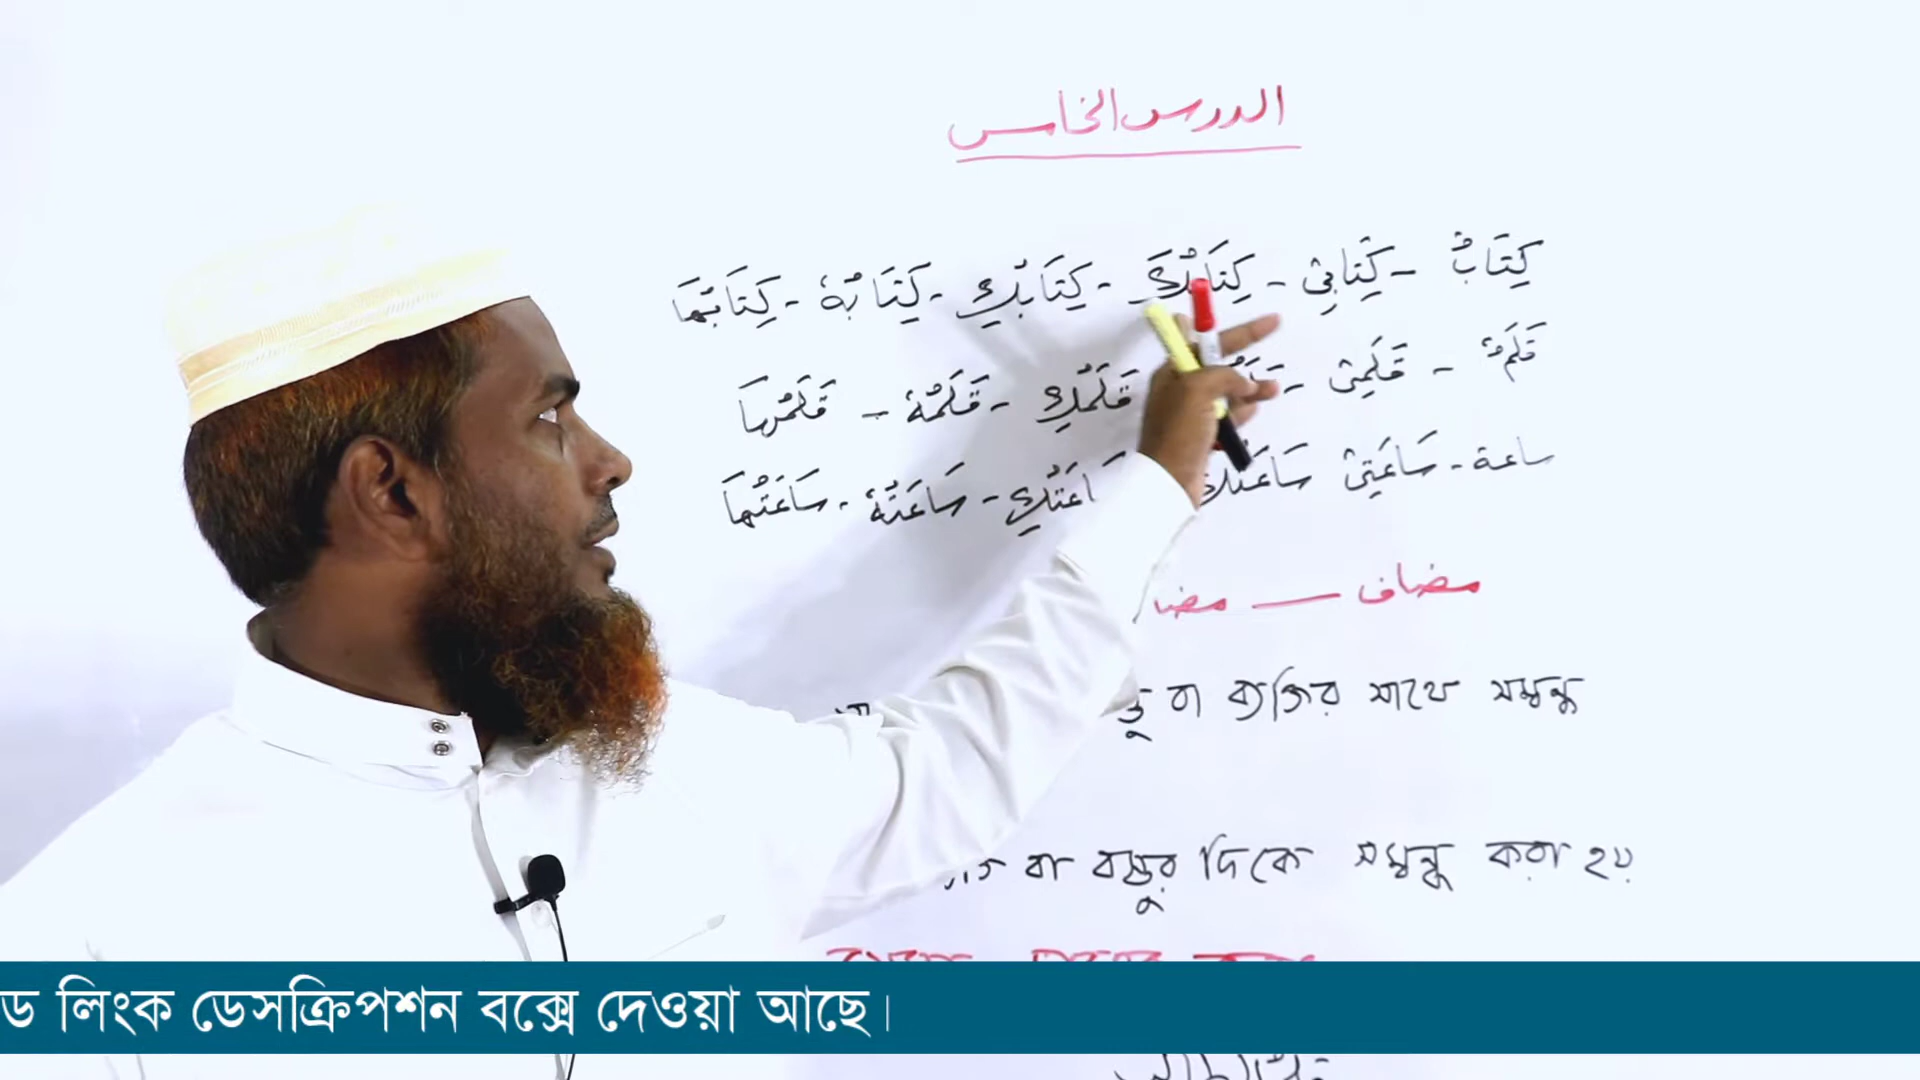 الدرس الخامس
كِتَابٌ - كِتَابِيْ - كِتَابُكَ - كِتَابُكِ - كِتَابُهُ - كِتَابُهَا
قَلَمٌ - قَلَمِيْ - قَلَمُكِ - قَلَمُهُ - قَلَمُهَا
ساعة - سَاعَتِيْ سَاعَتُكَ - سَاعَتُهُ - سَاعَتُهَا
مضاف —
বা ব্যক্তির সাথে সম্বন্ধ
বা বস্তুর দিকে সম্বন্ধ করা হয়
ড লিংক ডেসক্রিপশন বক্সে দেওয়া আছে।